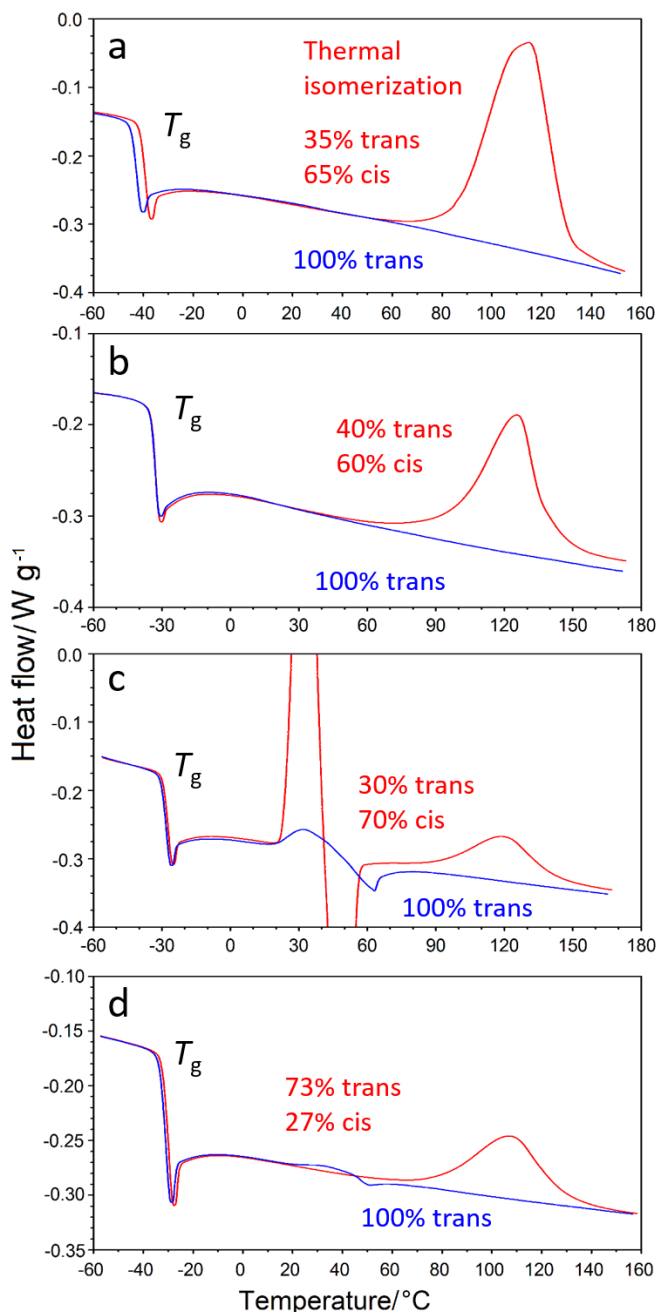 a
Thermal
isomerization
Tg
35% trans
65% cis
100% trans
0.0
-0.1
-0.2
-0.3
-0.4
-60 -40 -20 0 20 40 60 80 100 120 140 160
b
Tg
40% trans
60% cis
100% trans
-0.1
-0.2
-0.3
-0.4
-60 -30 0 30 60 90 120 150 180
c
Tg
30% trans
70% cis
100% trans
0.0
-0.1
-0.2
-0.3
-0.4
-60 -30 0 30 60 90 120 150 180
d
Tg
73% trans
27% cis
100% trans
-0.10
-0.15
-0.20
-0.25
-0.30
-0.35
-60 -40 -20 0 20 40 60 80 100 120 140 160
Heat flow/ W g-1
Temperature/°C